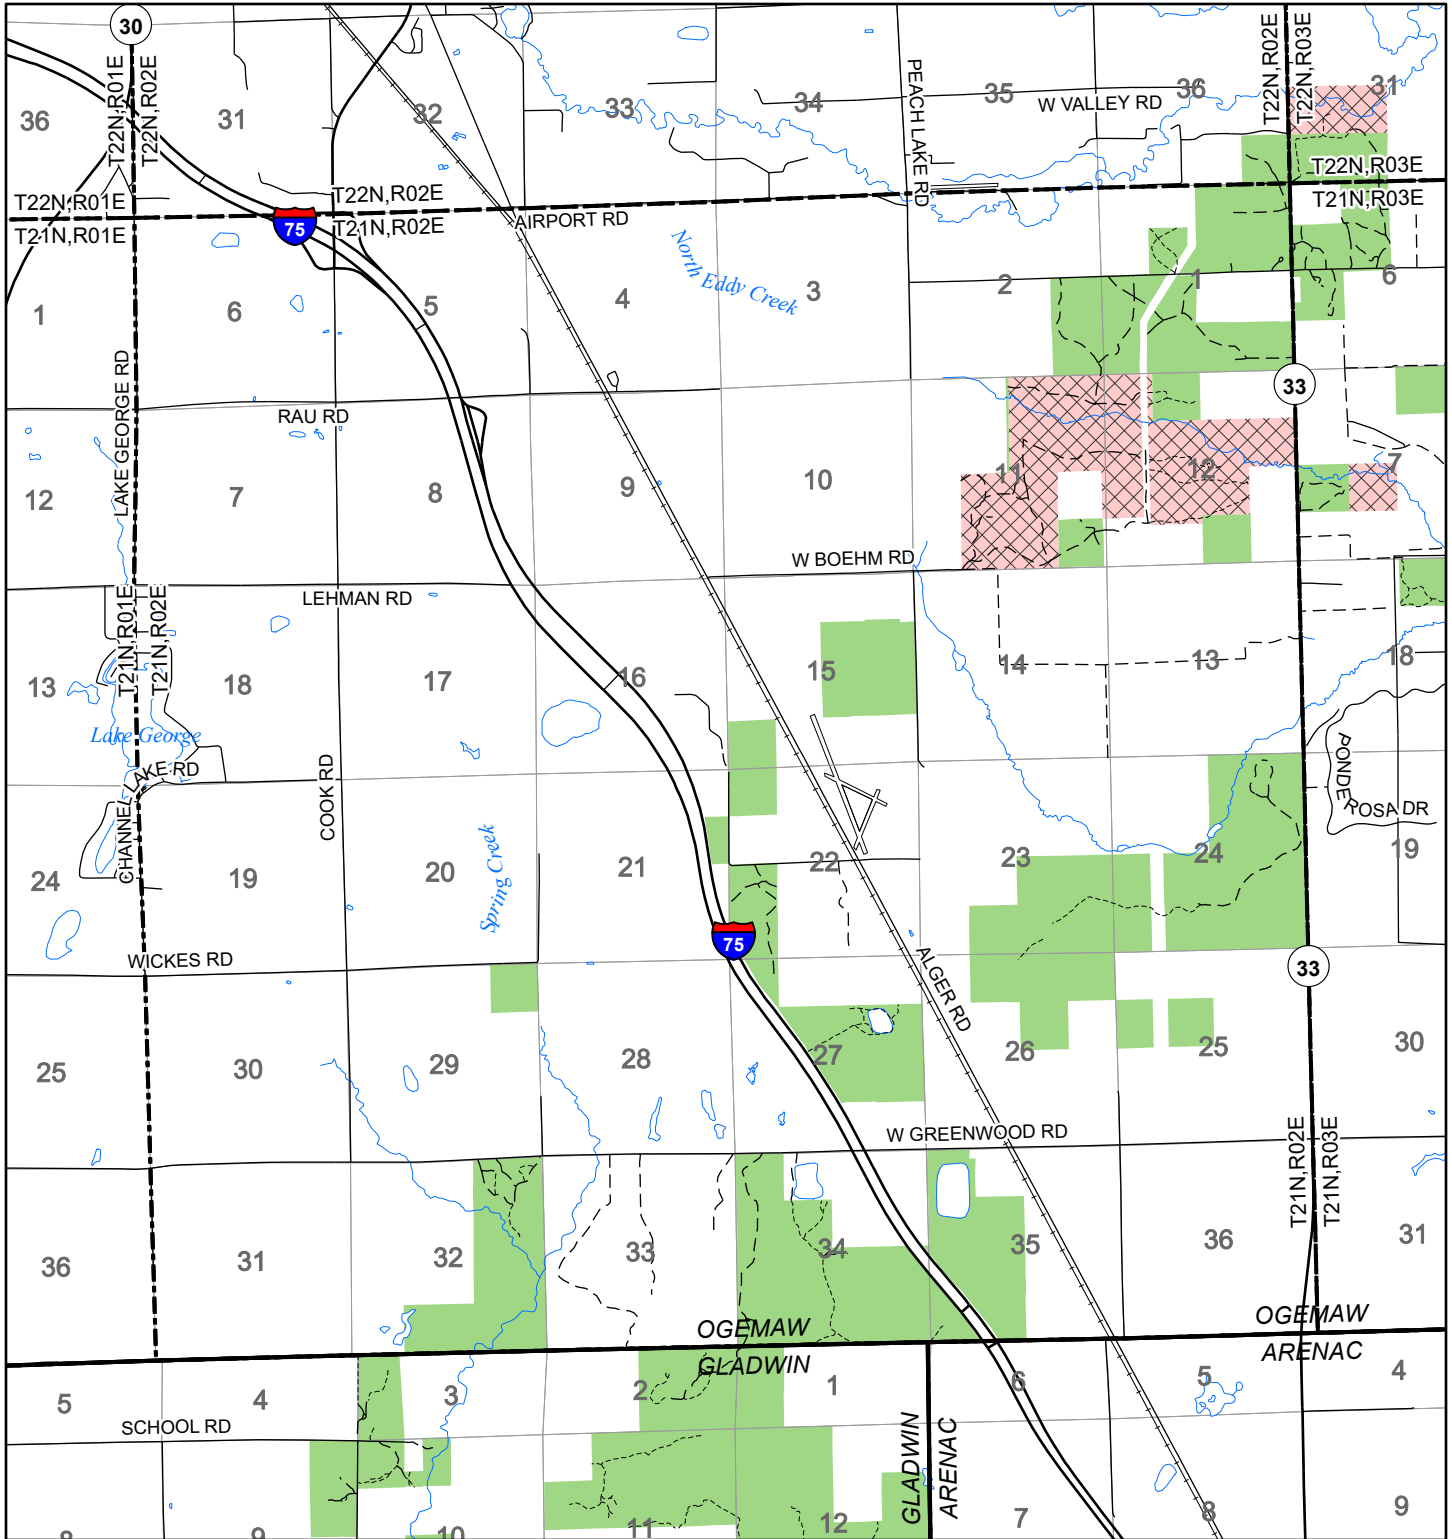 30
T22N,R01E
T22N,R02E
36
31
32
33
34
PEACH LAKE RD
35
W VALLEY RD
36
T22N,R02E
T22N,R03E
31
T22N,R01E
T21N,R01E
T22N,R02E
T21N,R02E
75
AIRPORT RD
T22N,R03E
T21N,R03E
North Eddy Creek
1
6
5
4
3
2
1
6
LAKE GEORGE RD
RAU RD
33
12
7
8
9
10
11
12
7
W BOEHM RD
LEHMAN RD
T21N,R01E
T21N,R02E
13
18
17
16
15
14
13
18
Lake George
CHANNEL LAKE RD
COOK RD
PONDEROSA DR
24
19
20
Spring Creek
21
22
23
24
19
75
WICKES RD
ALGER RD
33
25
30
29
28
27
26
25
30
W GREENWOOD RD
T21N,R02E
T21N,R03E
36
31
32
33
34
35
36
31
OGEMAW
GLADWIN
OGEMAW
ARENAC
5
4
3
2
1
6
5
4
SCHOOL RD
GLADWIN
ARENAC
8
9
10
11
12
7
8
9